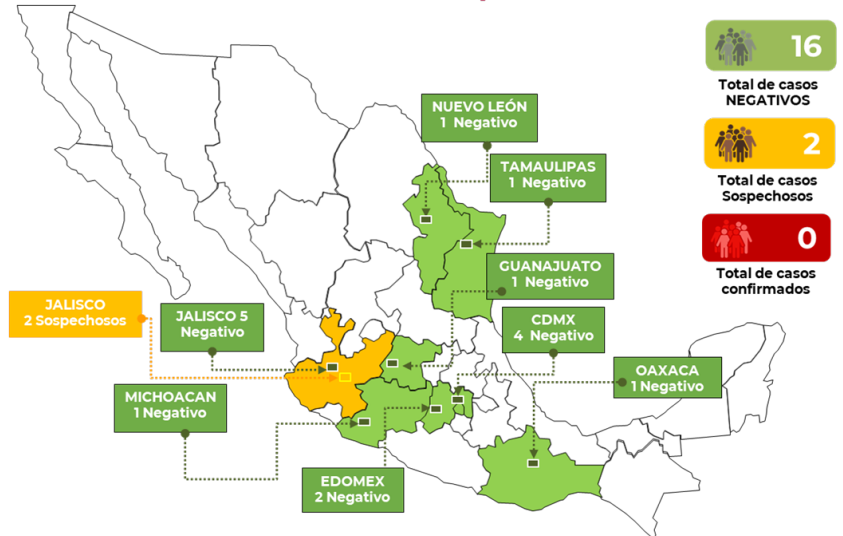 16
Total de casos
NEGATIVOS
2
Total de casos
Sospechosos
0
Total de casos
confirmados
NUEVO LEÓN
1 Negativo
TAMAULIPAS
1 Negativo
GUANAJUATO
1 Negativo
CDMX
4 Negativo
OAXACA
1 Negativo
JALISCO
2 Sospechosos
JALISCO 5
Negativo
MICHOACAN
1 Negativo
EDOMEX
2 Negativo